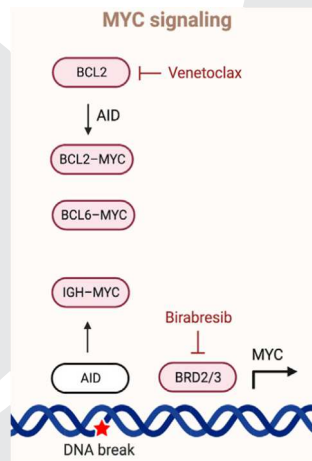 MYC signaling
BCL2
Venetoclax
AID
BCL2–MYC
BCL6–MYC
IGH–MYC
Birabresib
MYC
AID
BRD2/3
DNA break